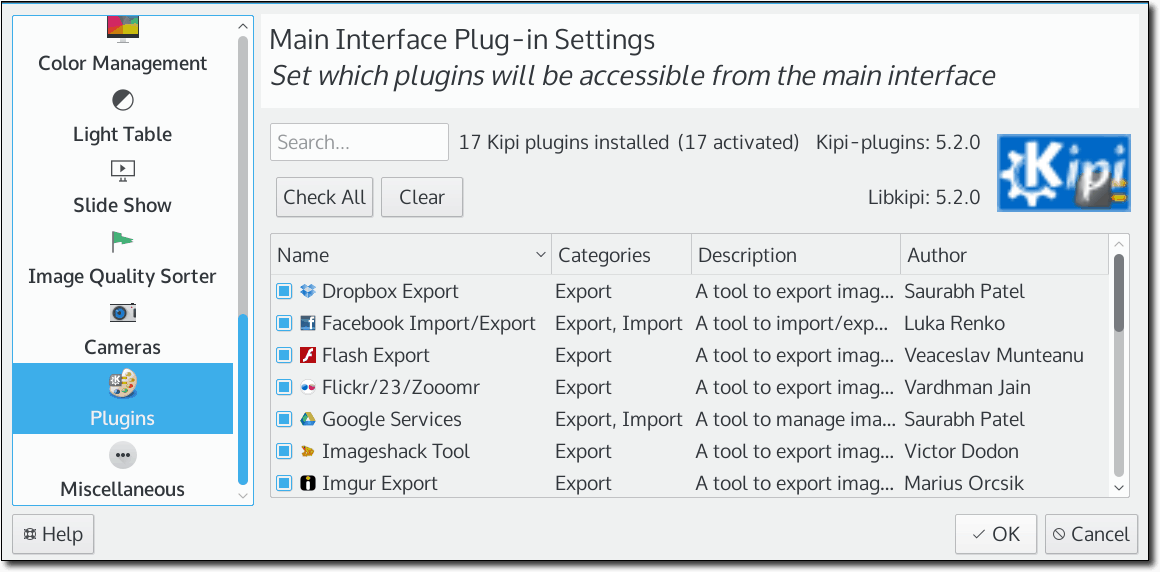 Color Management
Light Table
Slide Show
Image Quality Sorter
Cameras
Plugins
Miscellaneous
Main Interface Plug-in Settings
Set which plugins will be accessible from the main interface
Search... 17 Kipi plugins installed (17 activated) Kipi-plugins: 5.2.0
Kipi
Check All Clear Libkipi: 5.2.0
Name Categories Description Author
Dropbox Export Export A tool to export imag... Saurabh Patel
Facebook Import/Export Export, Import A tool to import/exp... Luka Renko
Flash Export Export A tool to export imag... Veaceslav Munteanu
Flickr/23/Zooomr Export A tool to export imag... Vardhman Jain
Google Services Export, Import A tool to manage ima... Saurabh Patel
Imageshack Tool Export A tool to export imag... Victor Dodon
Imgur Export Export A tool to export imag... Marius Orcsik
Help OK Cancel